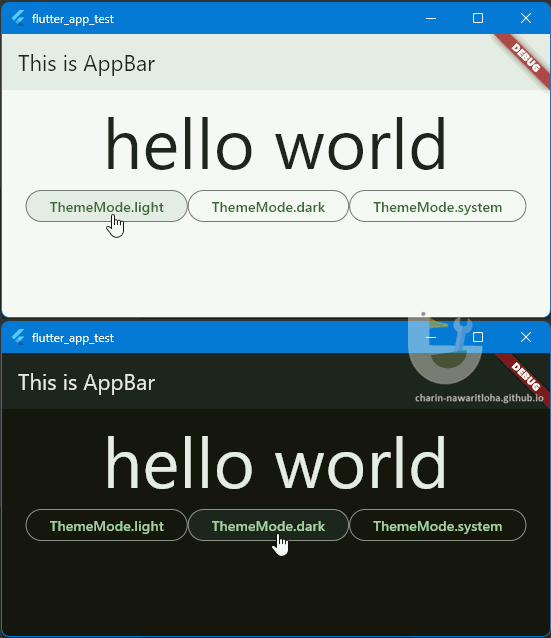 flutter_app_test
This is AppBar
DEBUG
hello world
ThemeMode.light ThemeMode.dark ThemeMode.system
flutter_app_test
This is AppBar
DEBUG
charin-nawaritloha.github.io
hello world
ThemeMode.light ThemeMode.dark ThemeMode.system